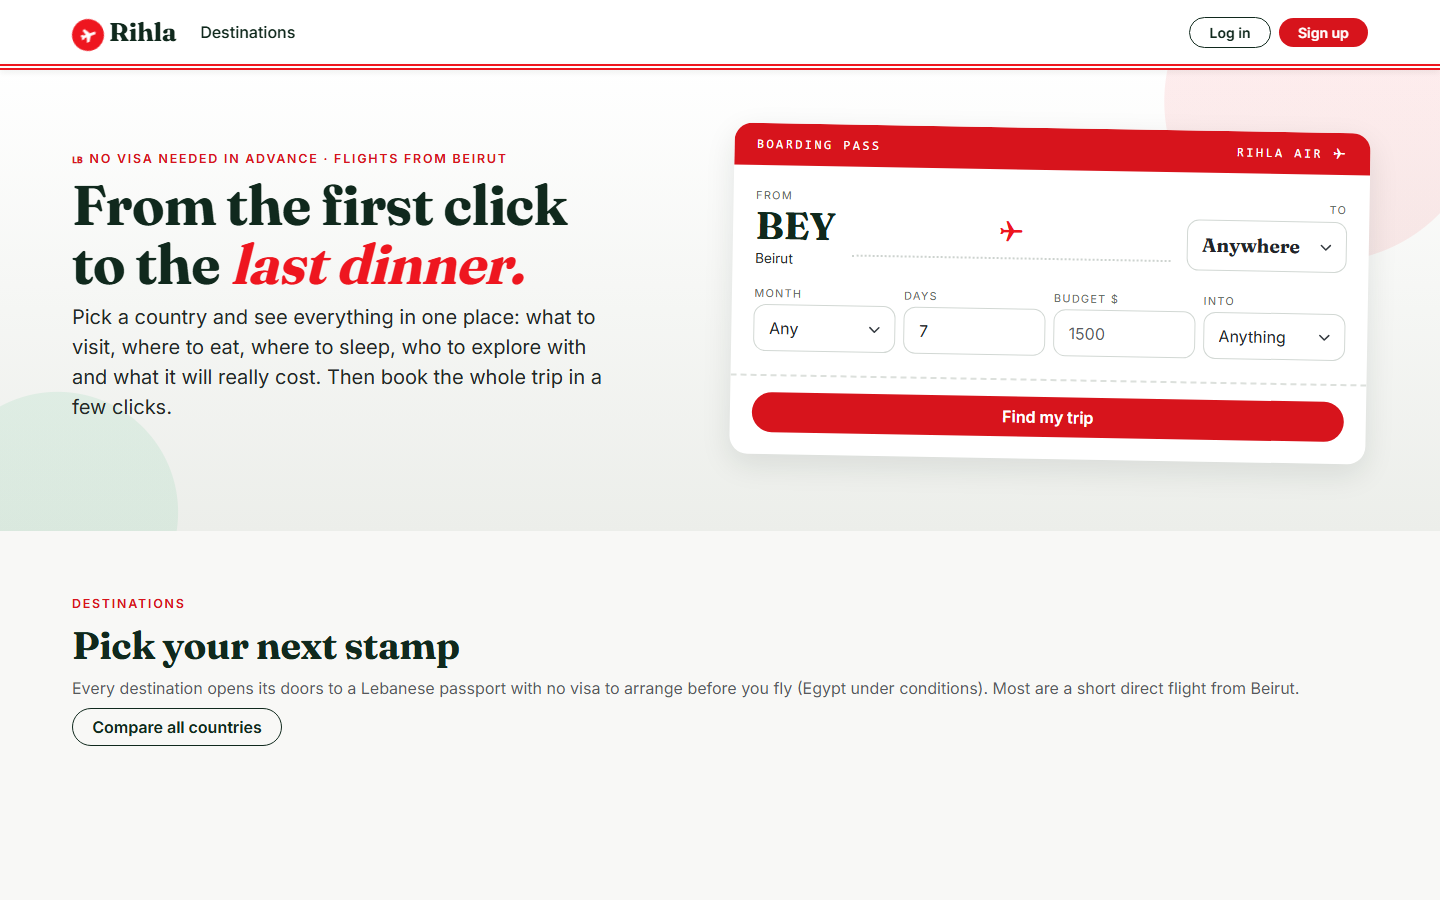 Rihla Destinations Log in Sign up
LB NO VISA NEEDED IN ADVANCE · FLIGHTS FROM BEIRUT
From the first click
to the last dinner.
Pick a country and see everything in one place: what to
visit, where to eat, where to sleep, who to explore with
and what it will really cost. Then book the whole trip in a
few clicks.
BOARDING PASS RIHLA AIR ✈
FROM
BEY
Beirut
TO
Anywhere
MONTH DAYS BUDGET $ INTO
Any 7 1500 Anything
Find my trip
DESTINATIONS
Pick your next stamp
Every destination opens its doors to a Lebanese passport with no visa to arrange before you fly (Egypt under conditions). Most are a short direct flight from Beirut.
Compare all countries